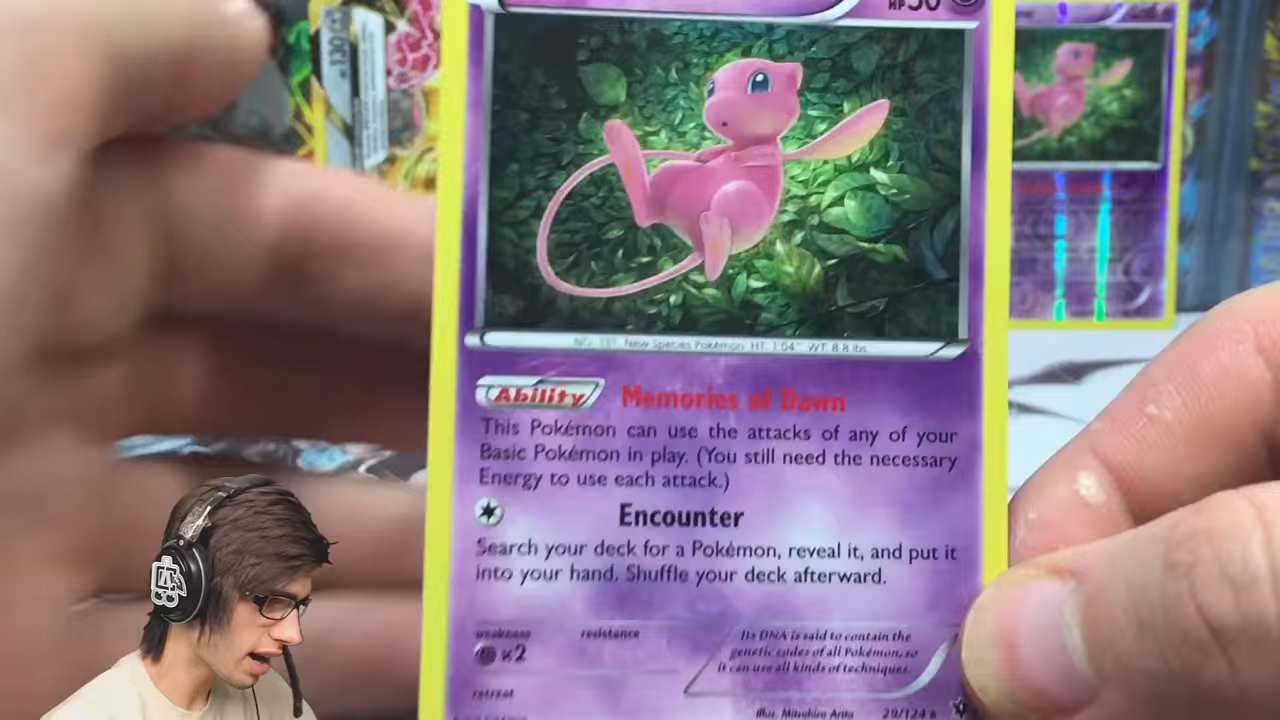 HP50
NO. 151 New Species Pokémon HT: 1'04" WT: 8.8 lbs
Ability Memories of Dawn
This Pokémon can use the attacks of any of your
Basic Pokémon in play. (You still need the necessary
Energy to use each attack.)
Encounter
Search your deck for a Pokémon, reveal it, and put it
into your hand. Shuffle your deck afterward.
weakness resistance
×2
Its DNA is said to contain the
genetic codes of all Pokémon, so
it can use all kinds of techniques.
retreat
Illus. Mitsuhiro Arita 29/124